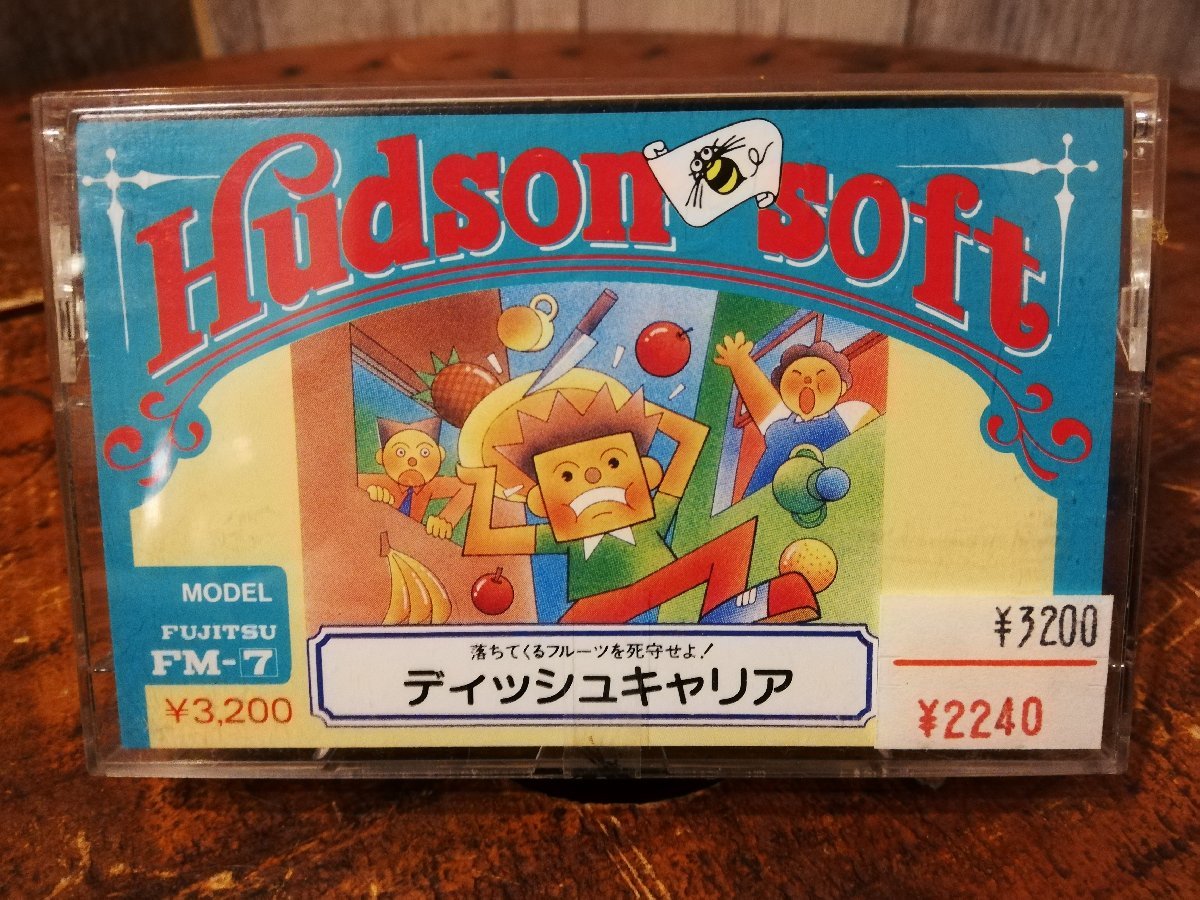 Hudson soft
MODEL
FUJITSU
FM-7
¥3,200
落ちてくるフルーツを死守せよ!
ディッシュキャリア
¥3200
¥2240